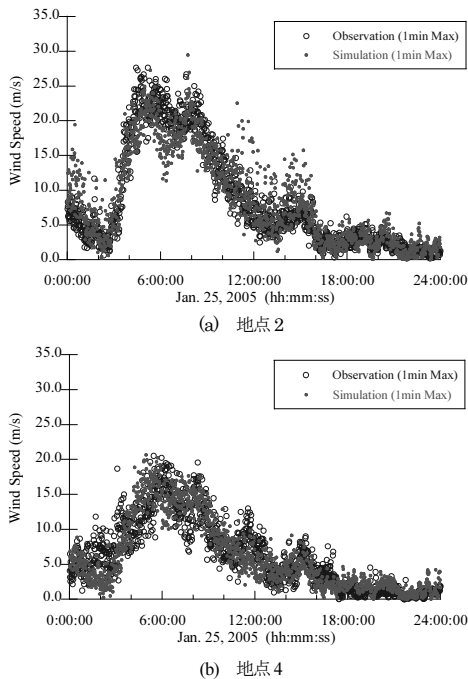 35.0
30.0
25.0
20.0
15.0
10.0
5.0
0.0
Wind Speed (m/s)
Observation (1min Max)
Simulation (1min Max)
0:00:00 6:00:00 12:00:00 18:00:00 24:00:00
Jan. 25, 2005 (hh:mm:ss)
(a) 地点2
35.0
30.0
25.0
20.0
15.0
10.0
5.0
0.0
Wind Speed (m/s)
Observation (1min Max)
Simulation (1min Max)
0:00:00 6:00:00 12:00:00 18:00:00 24:00:00
Jan. 25, 2005 (hh:mm:ss)
(b) 地点4